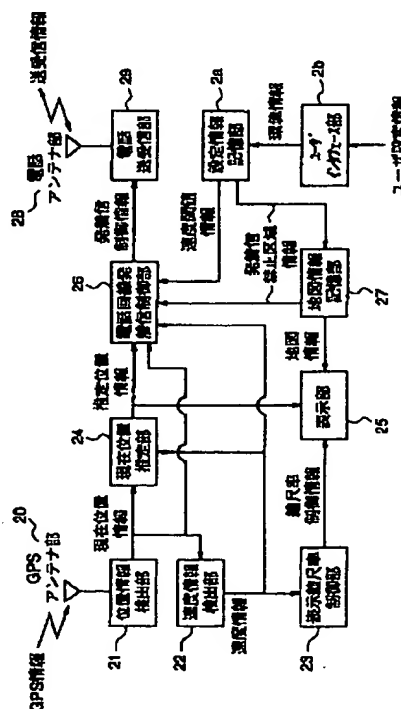 GPS情報
GPS
アンテナ部
20
位置情報
検出部
21
現在位置
情報
現在位置
推定部
24
推定位置
情報
電話回線発
着信制御部
26
発着信
制御情報
電話
送受信部
29
28
電話
アンテナ部
送受信情報
速度情報
検出部
22
速度情報
表示縮尺率
制御部
23
縮尺率
制御情報
表示部
25
地図
情報
地図情報
記憶部
27
発着信
禁止区域
情報
速度閾値
情報
設定情報
記憶部
2a
環境情報
ユーザ
インタフェース部
2b
ユーザ設定情報